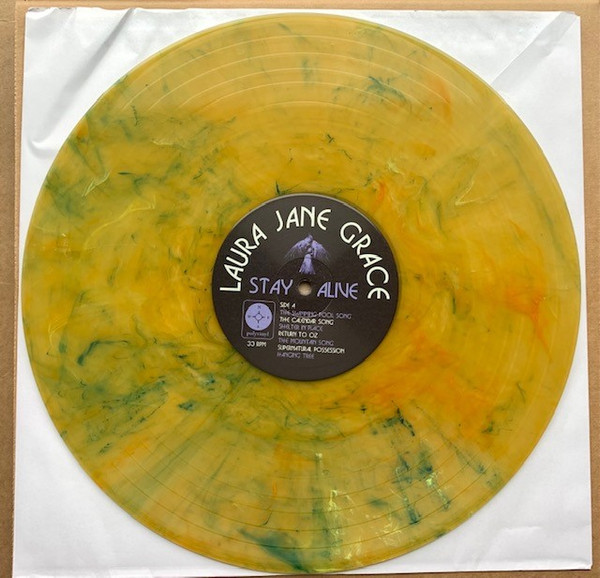 LAURA JANE GRACE
STAY ALIVE
SIDE A
THE SWIMMING POOL SONG
THE CALENDAR SONG
SHELTER IN PLACE
RETURN TO OZ
THE MOUNTAIN SONG
SUPERNATURAL POSSESSION
HANGING TREE
polyvinyl
33 RPM